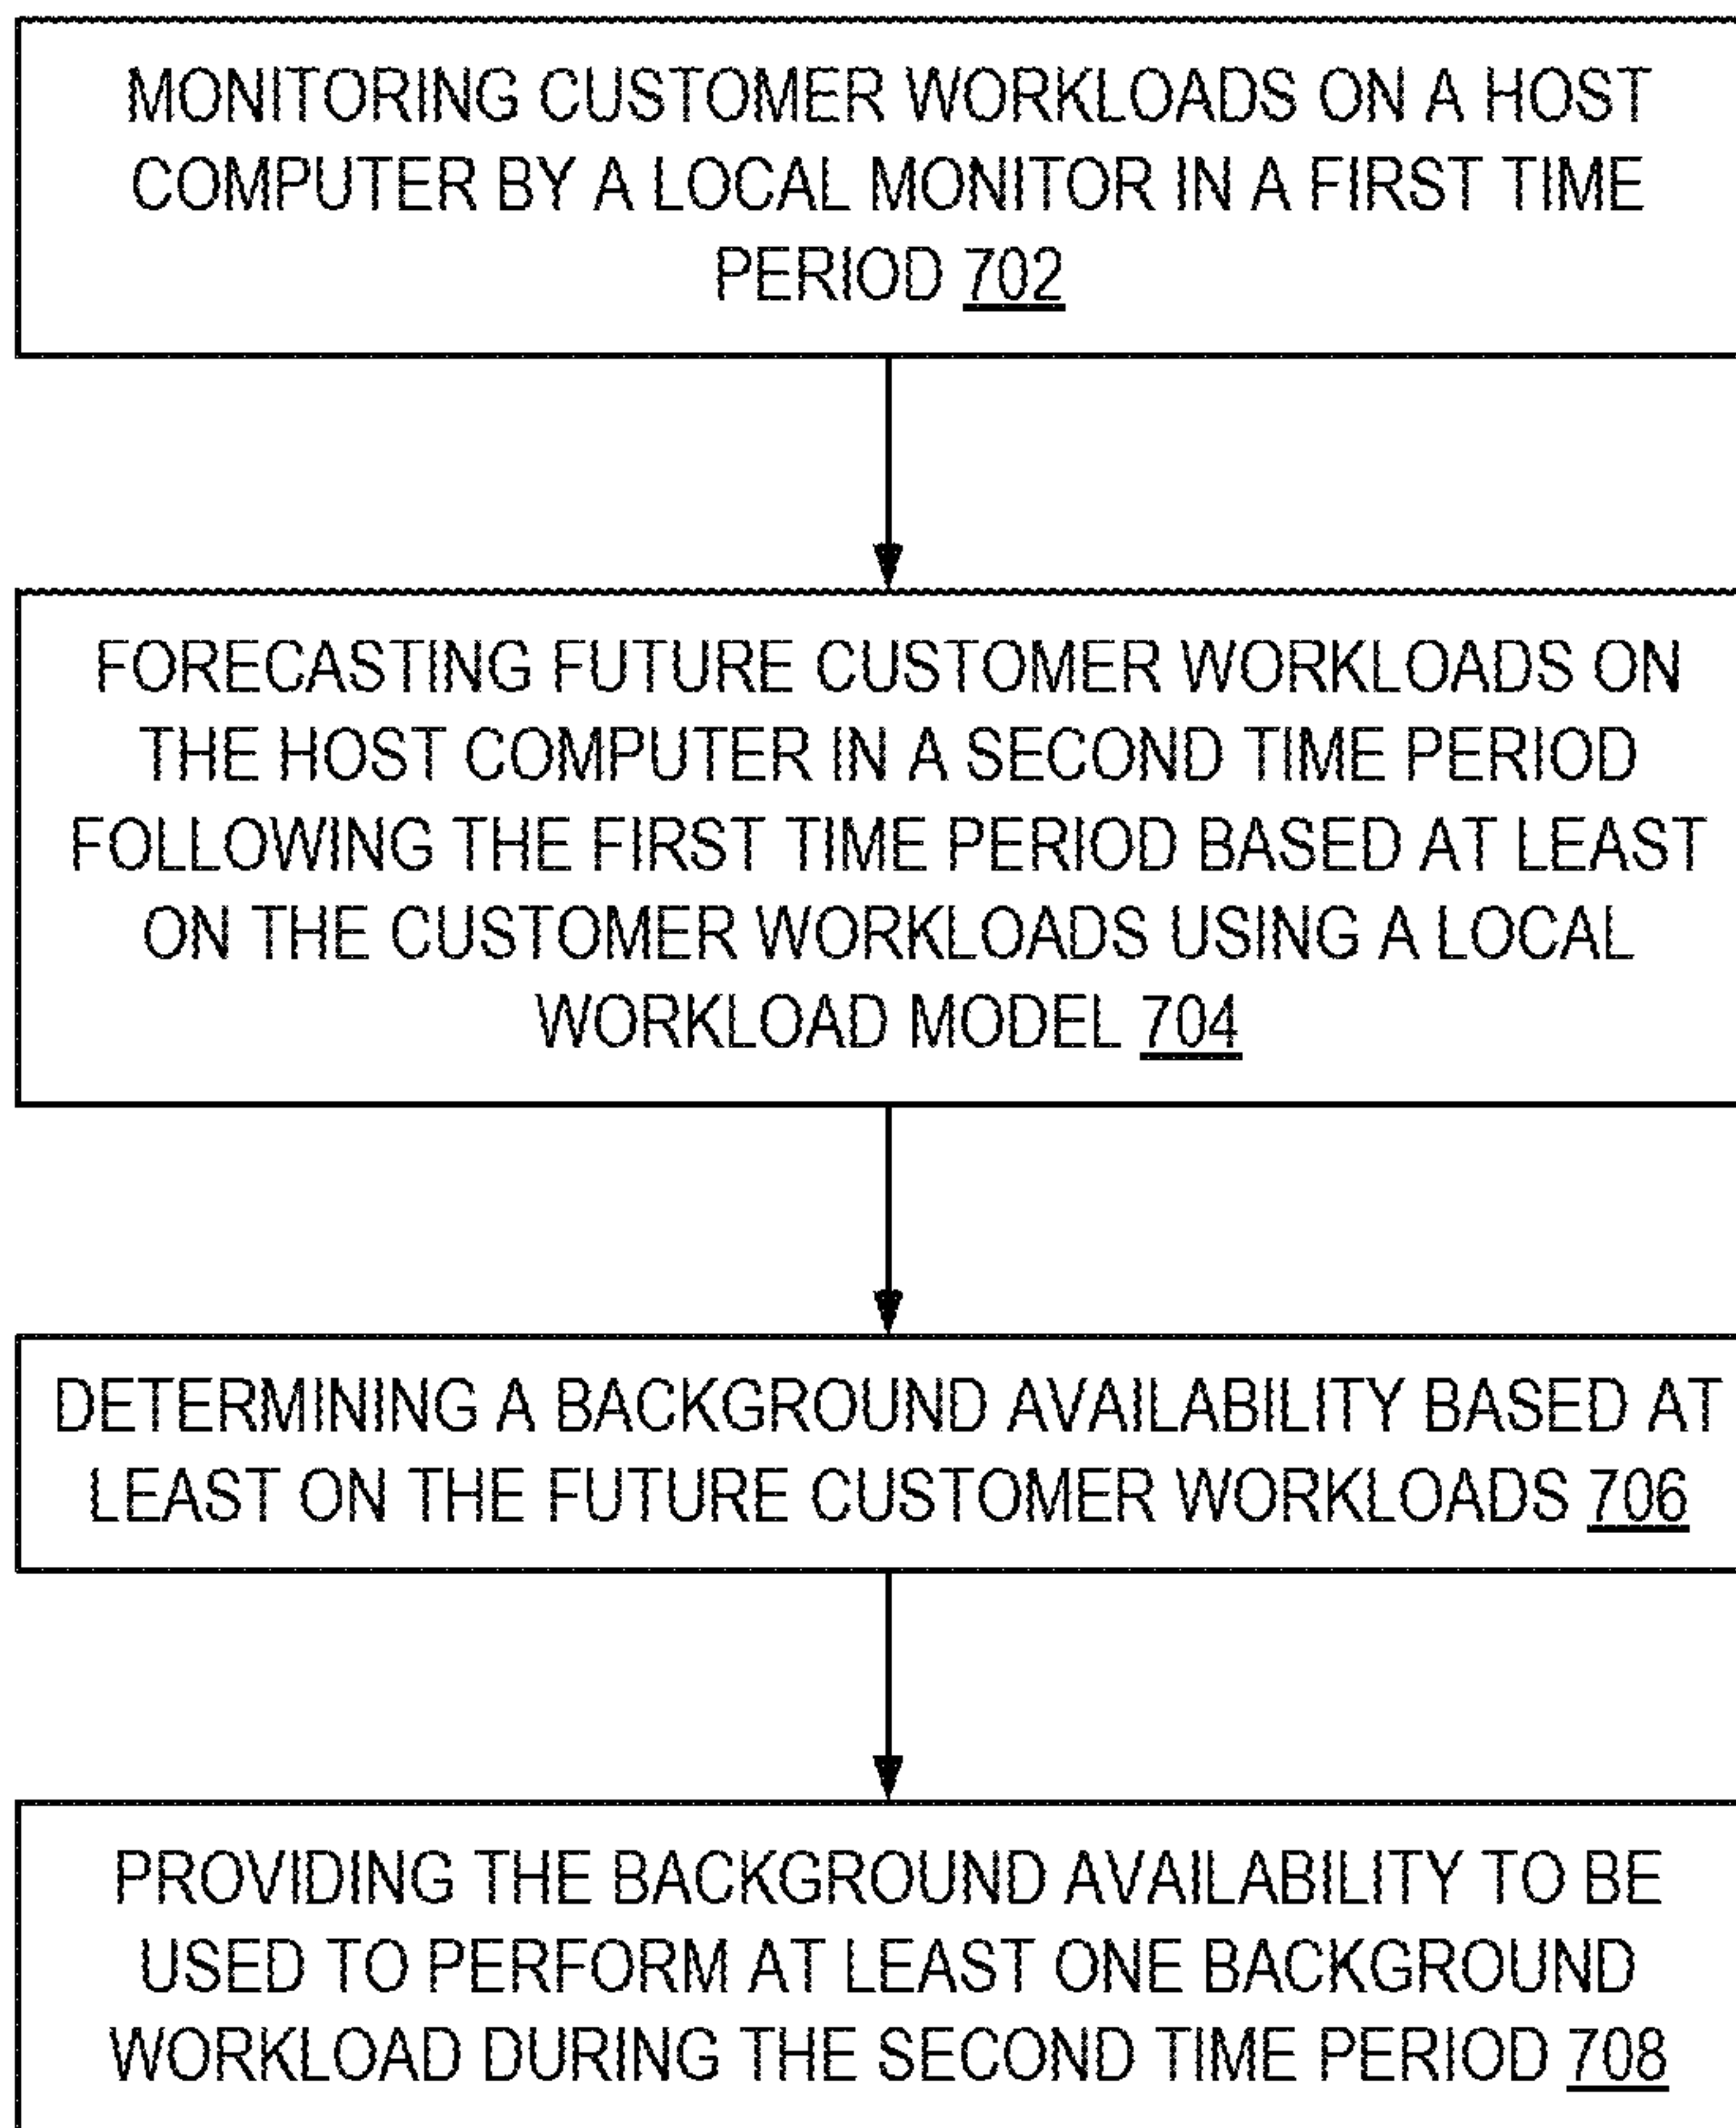 MONITORING CUSTOMER WORKLOADS ON A HOST
COMPUTER BY A LOCAL MONITOR IN A FIRST TIME
PERIOD 702
FORECASTING FUTURE CUSTOMER WORKLOADS ON
THE HOST COMPUTER IN A SECOND TIME PERIOD
FOLLOWING THE FIRST TIME PERIOD BASED AT LEAST
ON THE CUSTOMER WORKLOADS USING A LOCAL
WORKLOAD MODEL 704
DETERMINING A BACKGROUND AVAILABILITY BASED AT
LEAST ON THE FUTURE CUSTOMER WORKLOADS 706
PROVIDING THE BACKGROUND AVAILABILITY TO BE
USED TO PERFORM AT LEAST ONE BACKGROUND
WORKLOAD DURING THE SECOND TIME PERIOD 708